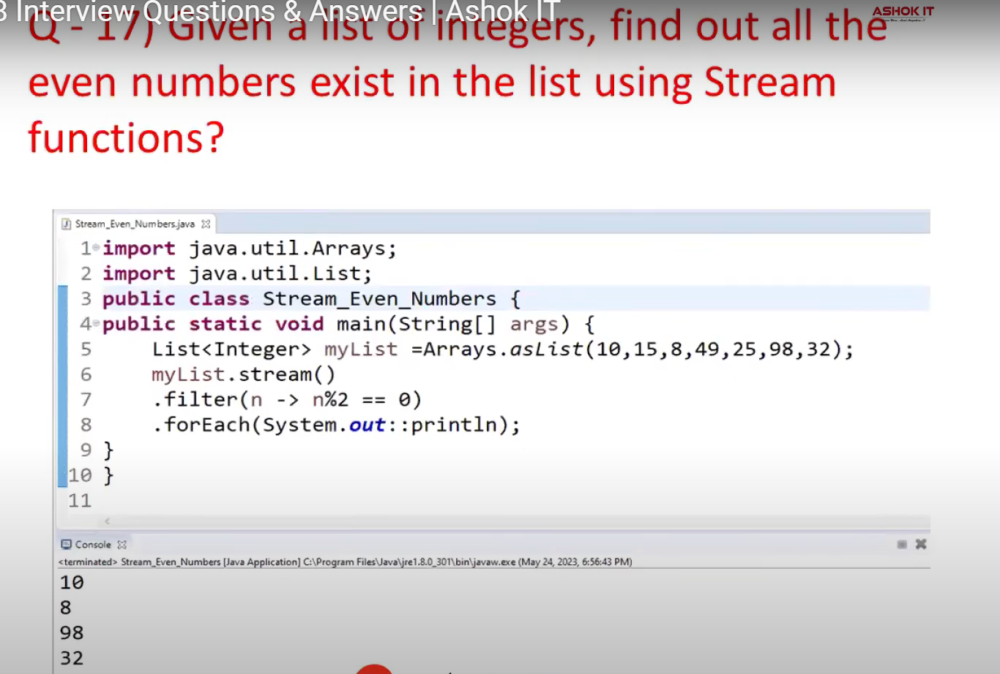 8 Interview Questions & Answers | Ashok IT
ASHOK IT
Q - 17) Given a list of integers, find out all the
even numbers exist in the list using Stream
functions?
Stream_Even_Numbers.java
1 import java.util.Arrays;
2 import java.util.List;
3 public class Stream_Even_Numbers {
4 public static void main(String[] args) {
5 List<Integer> myList =Arrays.asList(10,15,8,49,25,98,32);
6 myList.stream()
7 .filter(n -> n%2 == 0)
8 .forEach(System.out::println);
9 }
10 }
11
Console
<terminated> Stream_Even_Numbers [Java Application] C:\Program Files\Java\jre1.8.0_301\bin\javaw.exe (May 24, 2023, 6:56:43 PM)
10
8
98
32